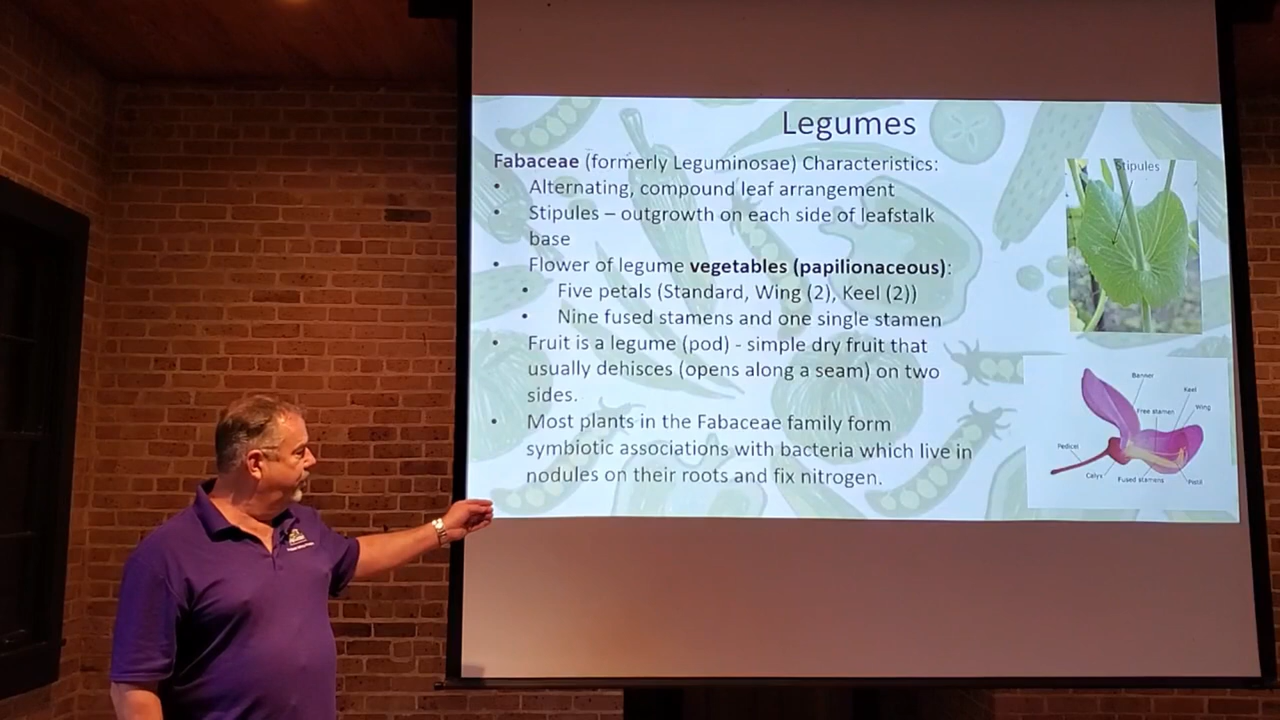 Legumes
Fabaceae (formerly Leguminosae) Characteristics:
• Alternating, compound leaf arrangement
• Stipules – outgrowth on each side of leafstalk
base
• Flower of legume vegetables (papilionaceous):
• Five petals (Standard, Wing (2), Keel (2))
• Nine fused stamens and one single stamen
• Fruit is a legume (pod) - simple dry fruit that
usually dehisces (opens along a seam) on two
sides.
• Most plants in the Fabaceae family form
symbiotic associations with bacteria which live in
nodules on their roots and fix nitrogen.
Stipules
Banner
Keel
Free stamen
Wing
Pedicel
Calyx
Fused stamens
Pistil